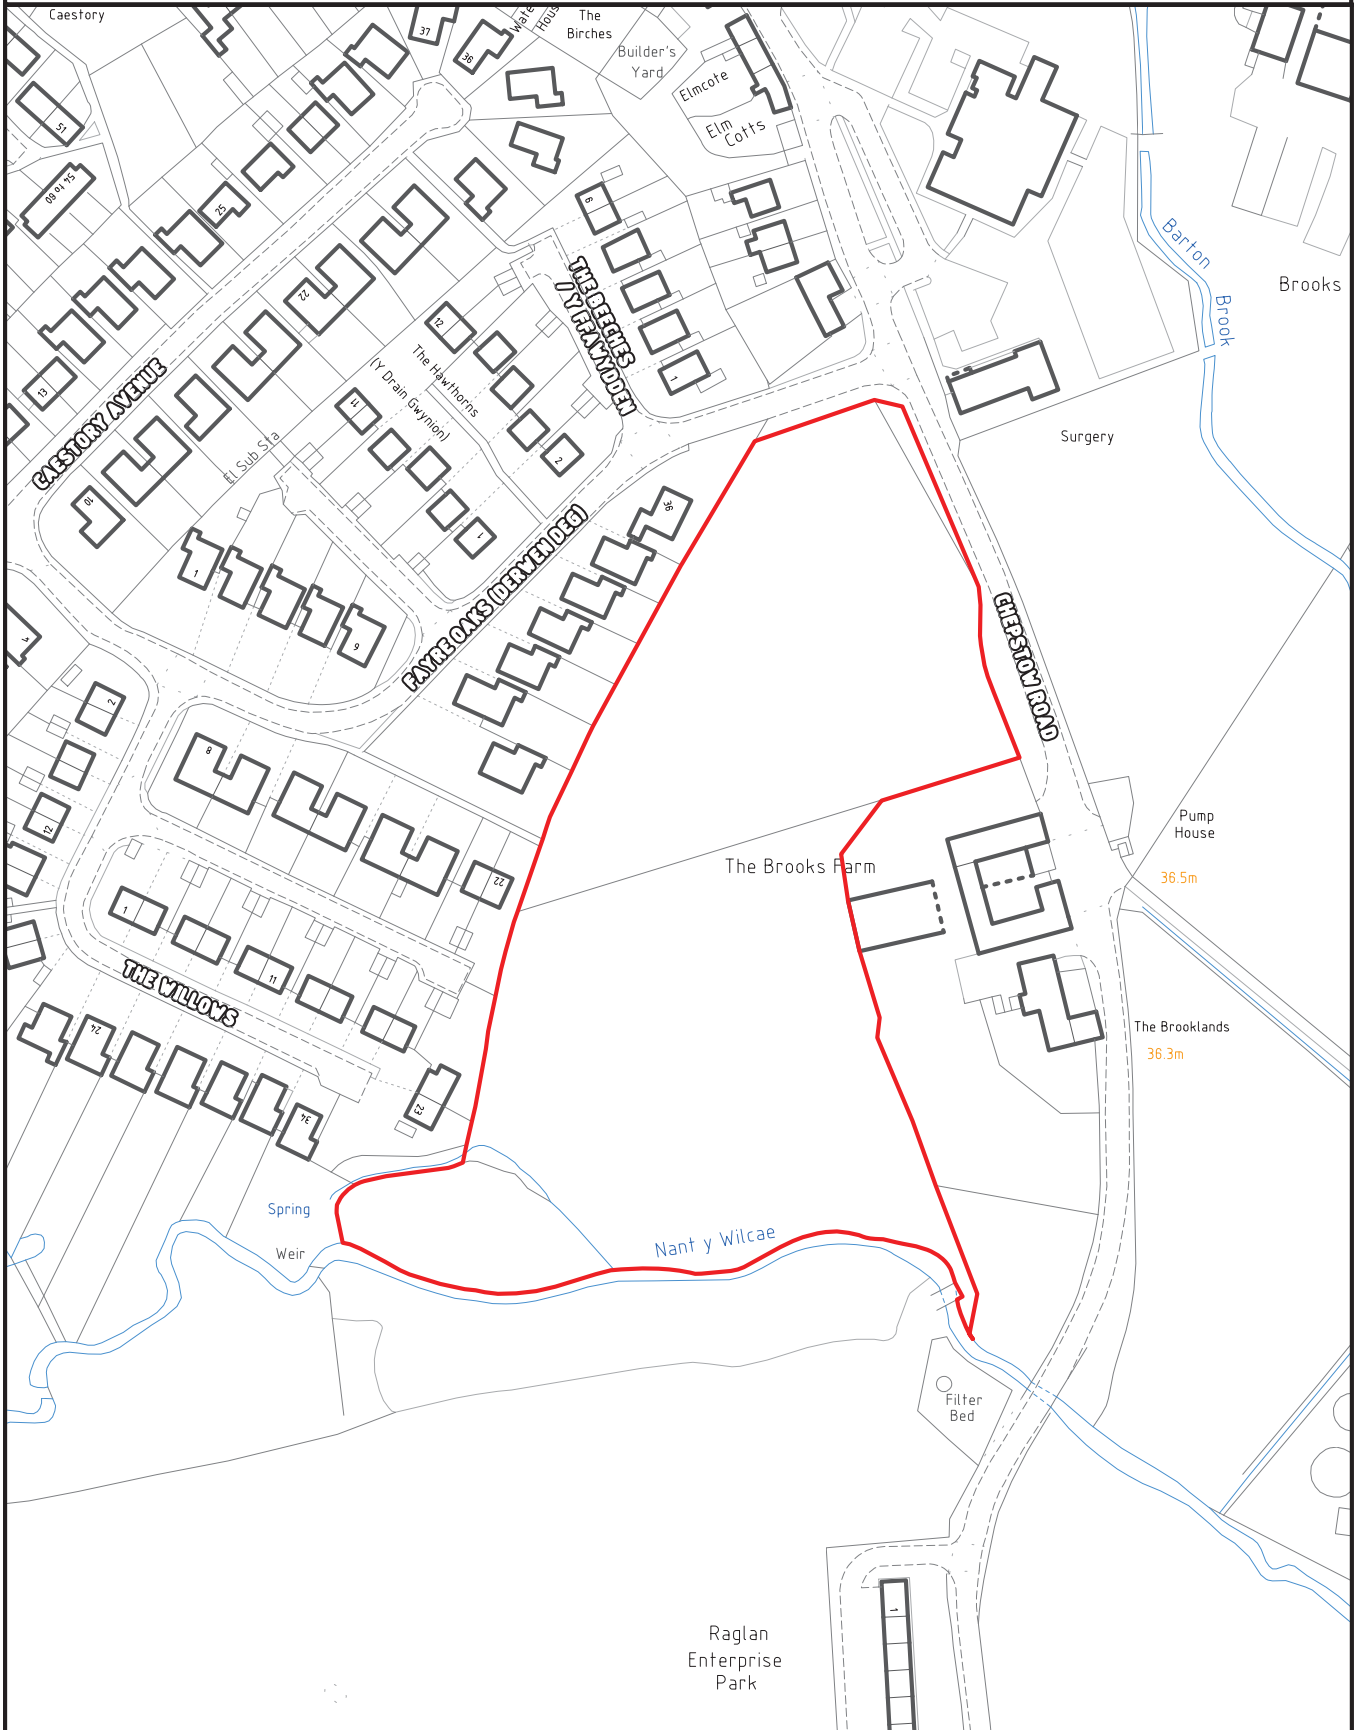 Caestory
37
36
The
Birches
Builder's
Yard
Elmcote
Elm
Cotts
51
54 to 60
25
22
13
CAESTORY AVENUE
10
El Sub Sta
12
The Hawthorns
(Y Drain Gwynion)
11
2
1
THE BEECHES
/ Y FFAWYDDEN
6
1
Barton
Brook
Brooks
Surgery
36
FAYRE OAKS (DERWEN DEG)
1
9
CHEPSTOW ROAD
2
12
8
22
1
11
THE WILLOWS
24
34
23
The Brooks Farm
Pump
House
36.5m
The Brooklands
36.3m
Spring
Weir
Nant y Wilcae
Filter
Bed
1
Raglan
Enterprise
Park